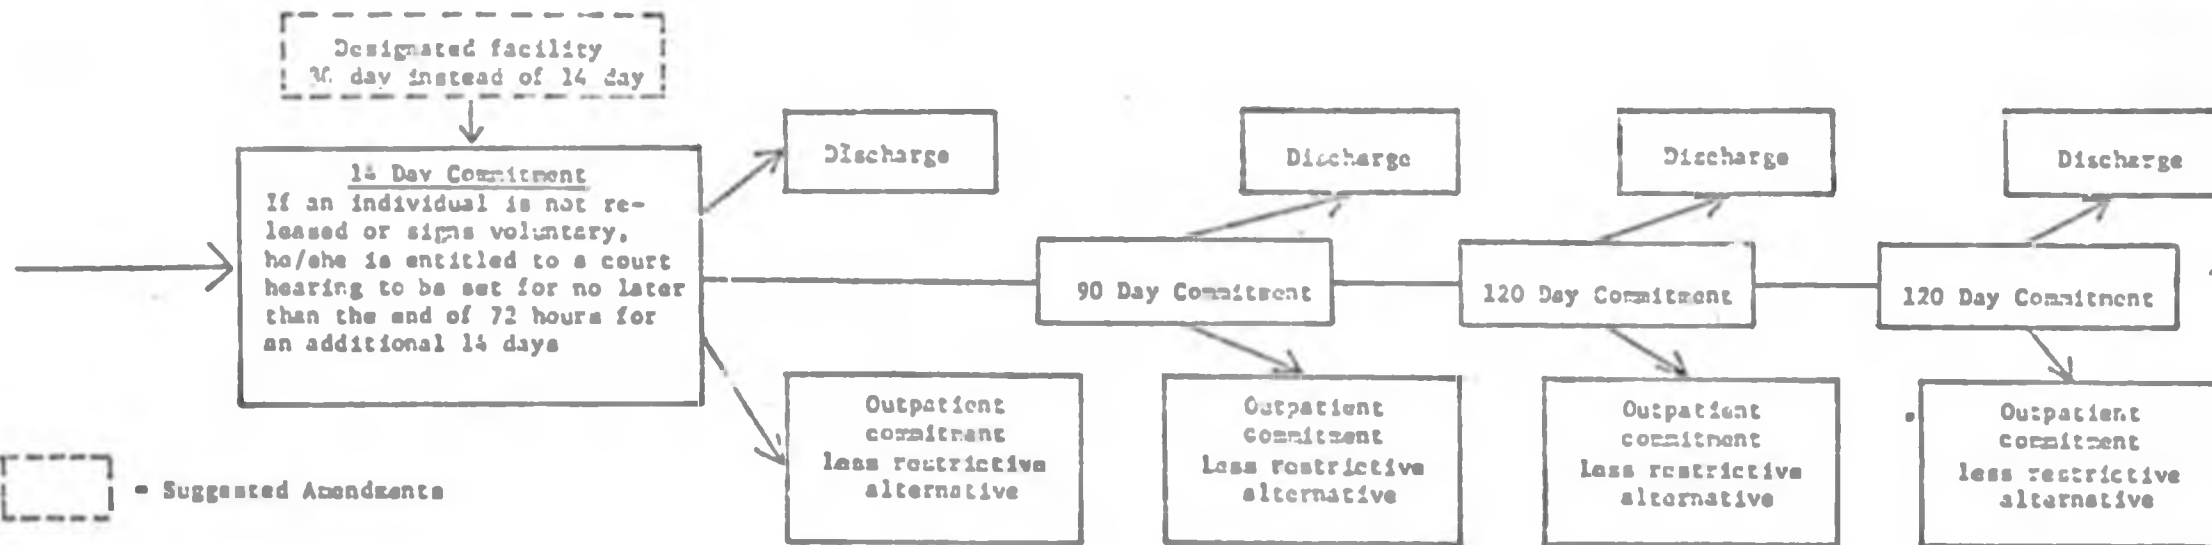 Designated facility
30 day instead of 14 day
14 Day Commitment
If an individual is not re-
leased or signs voluntary,
he/she is entitled to a court
hearing to be set for no later
than the end of 72 hours for
an additional 14 days
Discharge
Discharge
Discharge
Discharge
90 Day Commitment
120 Day Commitment
120 Day Commitment
Outpatient
commitment
less restrictive
alternative
Outpatient
Commitment
Less restrictive
alternative
Outpatient
commitment
Less restrictive
alternative
Outpatient
commitment
less restrictive
alternative
= Suggested Amendments